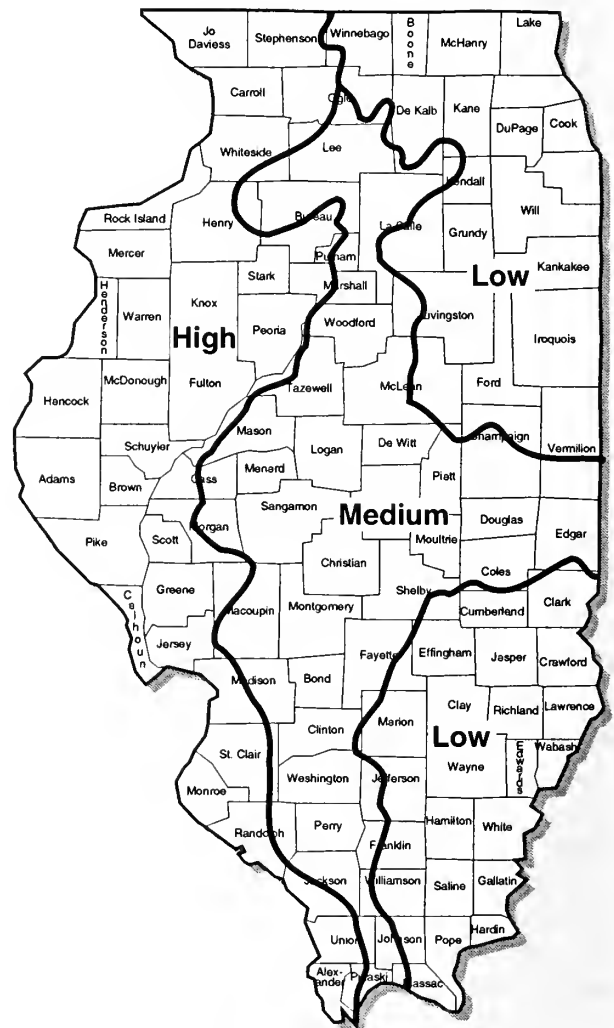 Jo
Daviess
Stephenson
Winnebago
Boone
McHanry
Lake
Carroll
Ogle
De Kalb
Kane
DuPage
Cook
Whiteside
Lee
Kendall
Will
Rock Island
Henry
Bureau
La Salle
Grundy
Mercer
Putnam
Kankakee
Stark
Marshall
Low
Henderson
Warren
Knox
High
Peoria
Woodford
Livingston
Iroquois
McDonough
Fulton
Tazewell
McLean
Ford
Hancock
Mason
Schuyler
Logan
De Witt
Champaign
Vermilion
Adams
Brown
Cass
Menard
Piatt
Sangamon
Medium
Pike
Scott
Morgan
Moultrie
Douglas
Edgar
Christian
Coles
Greene
Calhoun
Macoupin
Montgomery
Shelby
Cumberland
Clark
Jersey
Fayette
Effingham
Jasper
Crawford
Madison
Bond
Clay
Richland
Lawrence
Marion
Clinton
Low
Edwards
Wabash
St. Clair
Wayne
Washington
Jefferson
Monroe
Randolph
Perry
Hamilton
White
Franklin
Jackson
Williamson
Saline
Gallatin
Union
Johnson
Pope
Hardin
Alex-
ander
Pulaski
Massac